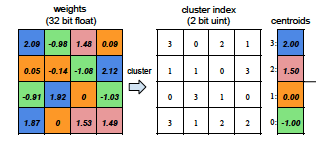 weights cluster index
(32 bit float) (2 bit uint) centroids
2.09 -0.98 1.48 0.09 3 0 2 1 3: 2.00
0.05 -0.14 -1.08 2.12 cluster 1 1 0 3 2: 1.50
-0.91 1.92 0 -1.03 0 3 1 0 1: 0.00
1.87 0 1.53 1.49 3 1 2 2 0: -1.00